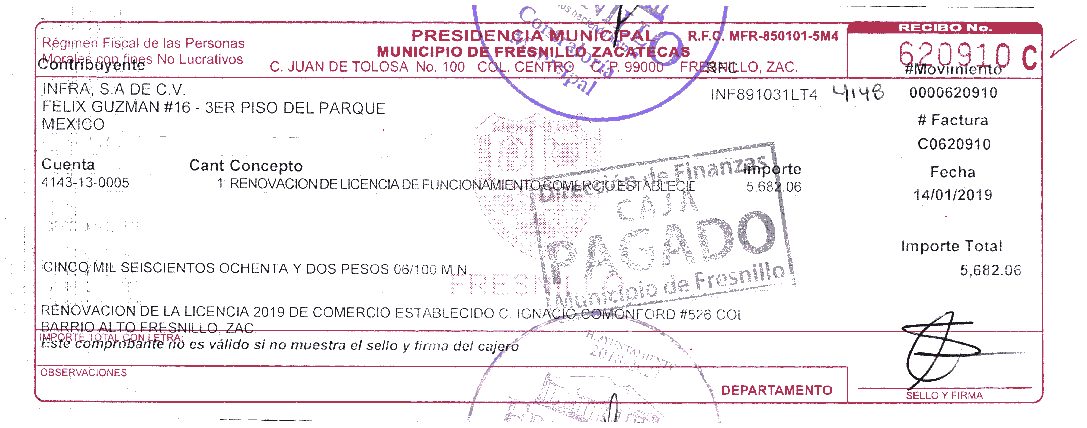 Régimen Fiscal de las Personas
Morales con fines No Lucrativos
PRESIDENCIA MUNICIPAL
R.F.C. MFR-850101-5M4
MUNICIPIO DE FRESNILLO ZACATECAS
C. JUAN DE TOLOSA No. 100 COL. CENTRO C.P. 99000 FRESNILLO, ZAC.
RECIBO No.
620910 C
Contribuyente
RFC
#Movimiento
INFRA, S.A DE C.V.
INF891031LT4 4148
0000620910
FELIX GUZMAN #16 - 3ER PISO DEL PARQUE
MEXICO
# Factura
C0620910
Cuenta Cant Concepto Importe
Fecha
4143-13-0005 1 RENOVACION DE LICENCIA DE FUNCIONAMIENTO COMERCIO ESTABLECIE 5,682.06
14/01/2019
Dirección de Finanzas
CAJA
PAGADO
Municipio de Fresnillo
Contraloría
Municipal
Importe Total
5,682.06
CINCO MIL SEISCIENTOS OCHENTA Y DOS PESOS 06/100 M.N.
FRESNILLO
RENOVACION DE LA LICENCIA 2019 DE COMERCIO ESTABLECIDO C. IGNACIO COMONFORD #526 COL
BARRIO ALTO FRESNILLO, ZAC
IMPORTE TOTAL CON LETRA:
Este comprobante no es válido si no muestra el sello y firma del cajero
OBSERVACIONES
DEPARTAMENTO
SELLO Y FIRMA